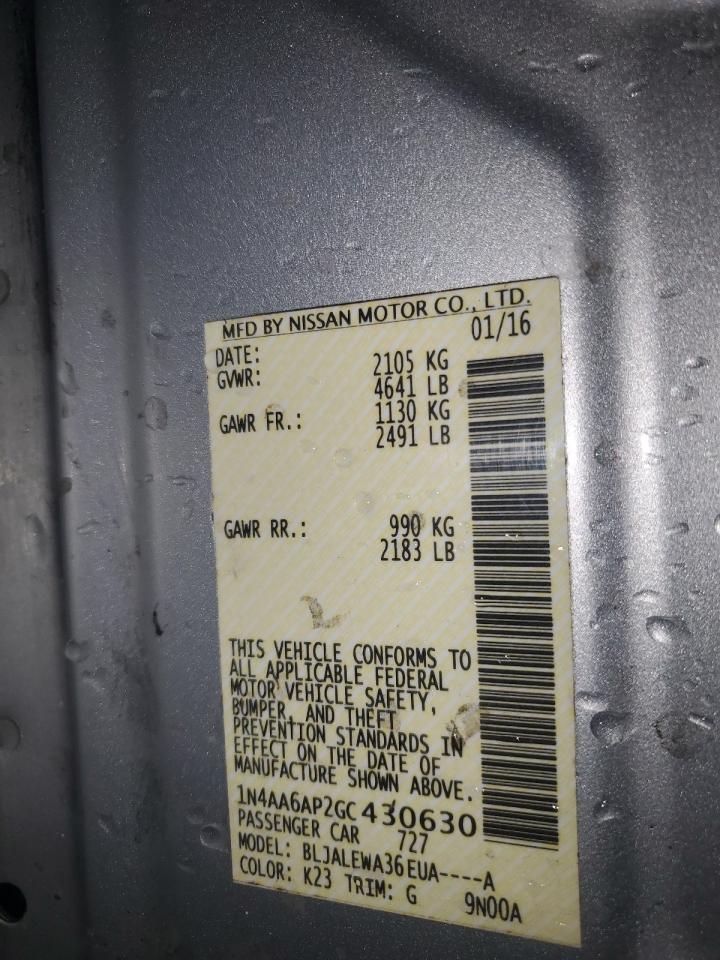 MFD BY NISSAN MOTOR CO., LTD.
DATE: 01/16
GVWR: 2105 KG
4641 LB
GAWR FR.: 1130 KG
2491 LB
GAWR RR.: 990 KG
2183 LB
THIS VEHICLE CONFORMS TO
ALL APPLICABLE FEDERAL
MOTOR VEHICLE SAFETY,
BUMPER, AND THEFT
PREVENTION STANDARDS IN
EFFECT ON THE DATE OF
MANUFACTURE SHOWN ABOVE.
1N4AA6AP2GC430630
PASSENGER CAR 727
MODEL: BLJALEWA36EUA----A
COLOR: K23 TRIM: G 9N00A